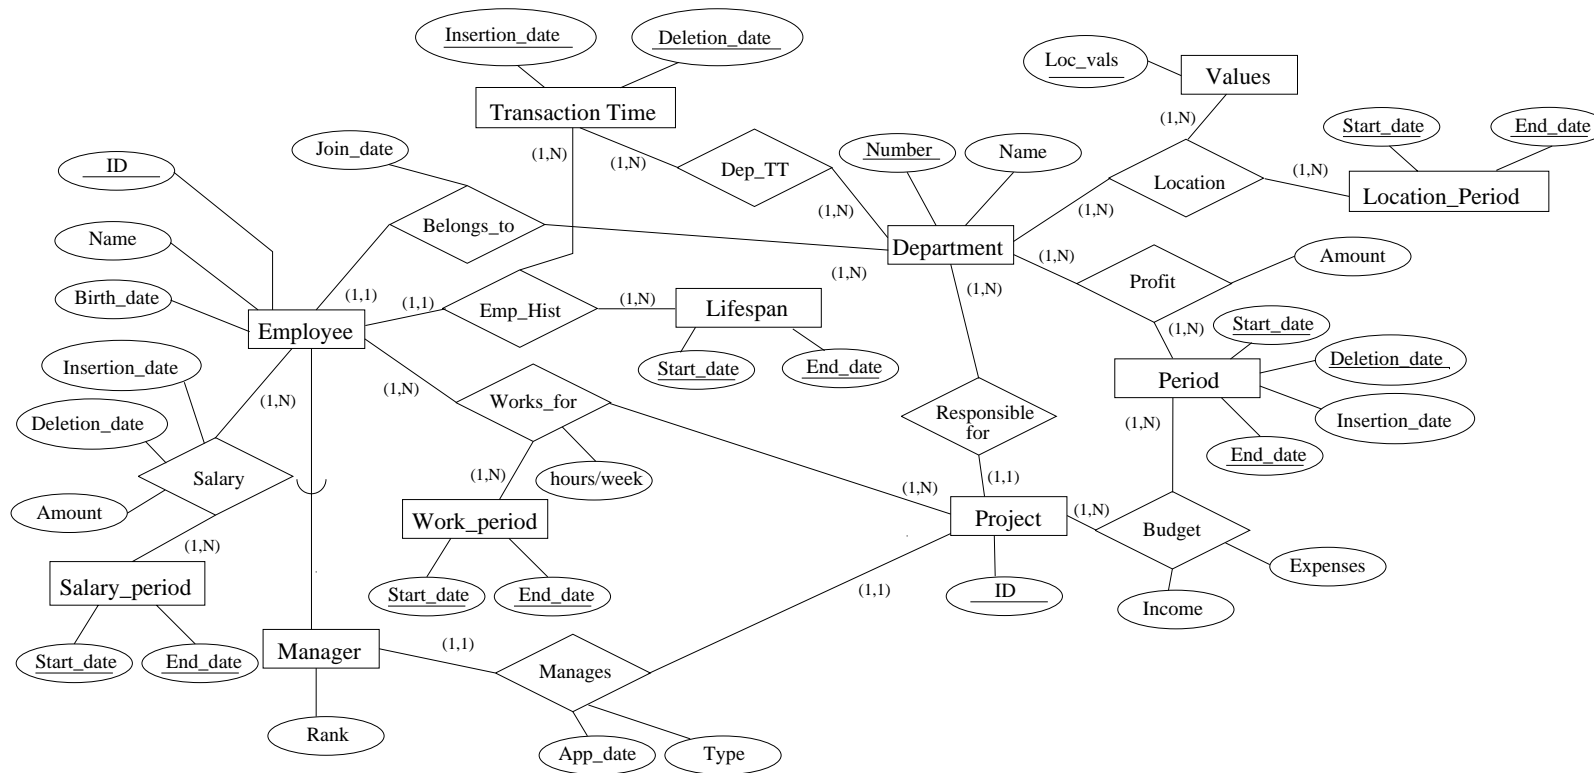 Insertion_date
Deletion_date
Loc_vals
Values
Transaction Time
Join_date
(1,N)
(1,N)
Number
Name
(1,N)
Start_date
End_date
ID
Dep_TT
Location
(1,N)
Location_Period
Belongs_to
(1,N)
(1,N)
Name
Department
(1,N)
Amount
Birth_date
(1,1)
(1,1)
Emp_Hist
(1,N)
Lifespan
(1,N)
(1,N)
Profit
Employee
(1,N)
Start_date
Insertion_date
Start_date
End_date
Deletion_date
Period
(1,N)
(1,N)
Works_for
Responsible
for
(1,N)
Insertion_date
Deletion_date
End_date
Salary
(1,N)
hours/week
(1,1)
Amount
(1,N)
(1,N)
Work_period
Project
Budget
(1,N)
Salary_period
Expenses
Start_date
End_date
ID
(1,1)
Income
Start_date
End_date
Manager
(1,1)
Manages
Rank
App_date
Type